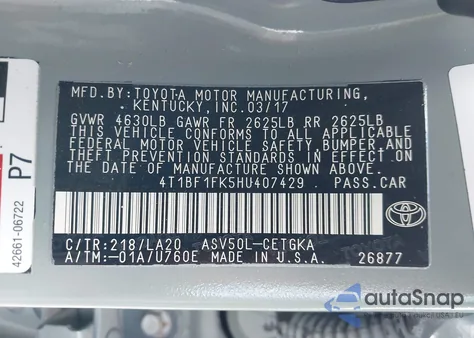 MFD.BY:TOYOTA MOTOR MANUFACTURING,
KENTUCKY,INC.03/17
GVWR 4630LB GAWR FR 2625LB RR 2625LB
THIS VEHICLE CONFORMS TO ALL APPLICABLE
FEDERAL MOTOR VEHICLE SAFETY,BUMPER,AND
THEFT PREVENTION STANDARDS IN EFFECT ON
THE DATE OF MANUFACTURE SHOWN ABOVE.
4T1BF1FK5HU407429 PASS.CAR
TOYOTA
C/TR:218/LA20 ASV50L-CETGKA
A/TM:-01A/U760E MADE IN U.S.A. 26877
P7
42661-06722
autoSnap